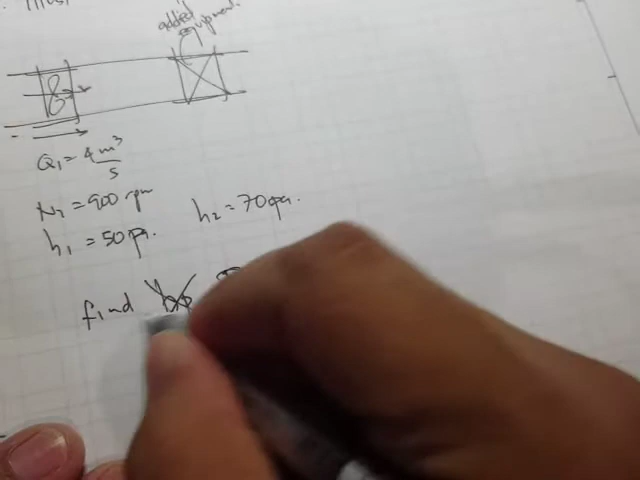 added
equipment.
Q₁ = 4 m³/s
N₁ = 900 rpm
h₂ = 70 pa.
h₁ = 50 pa.
find